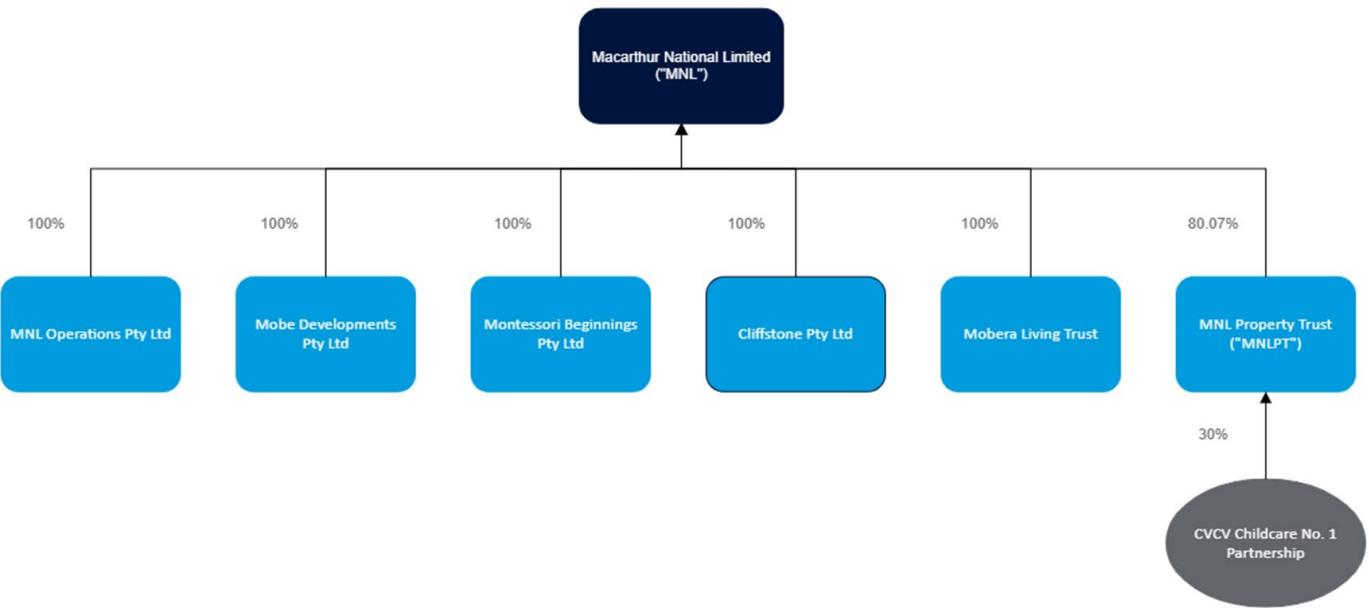 Macarthur National Limited
("MNL")
100%
100%
100%
100%
100%
80.07%
MNL Operations Pty Ltd
Mobe Developments
Pty Ltd
Montessori Beginnings
Pty Ltd
Cliffstone Pty Ltd
Mobera Living Trust
MNL Property Trust
("MNLPT")
30%
CVCV Childcare No. 1
Partnership